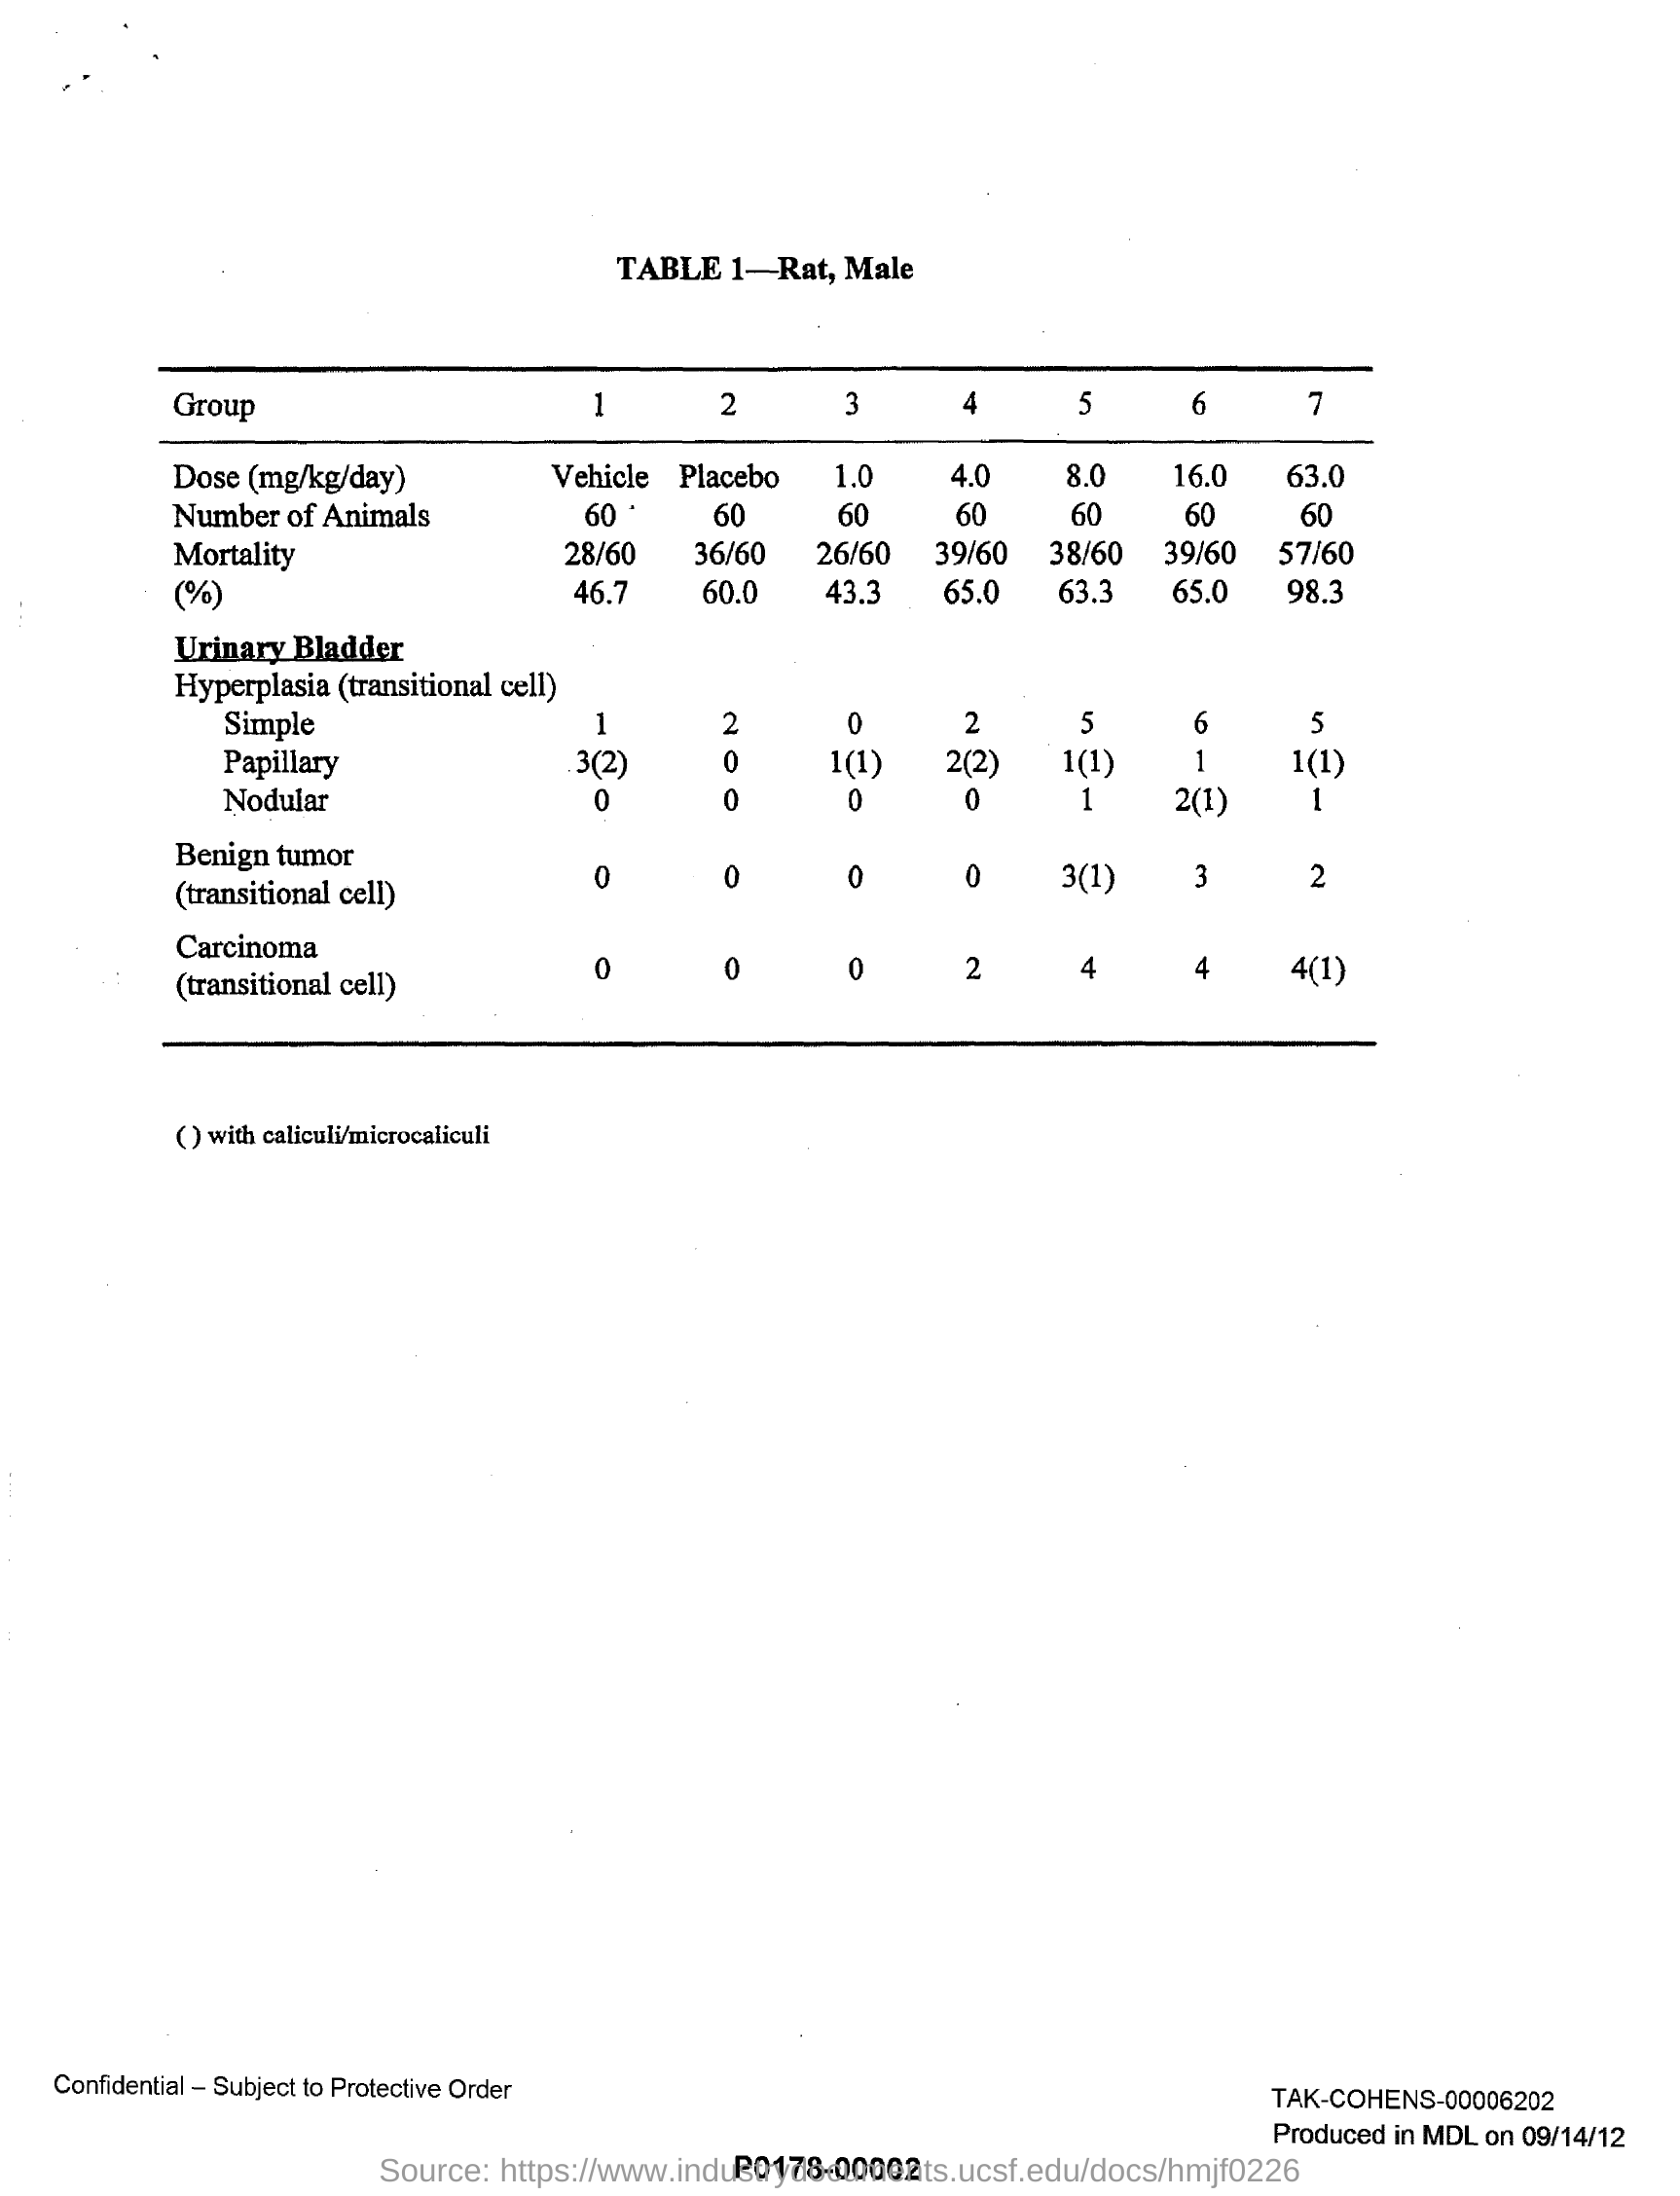 TABLE 1—Rat, Male
Group 1 2 3 4 5 6 7
Dose (mg/kg/day) Vehicle Placebo 1.0 4.0 8.0 16.0 63.0
Number of Animals 60 60 60 60 60 60 60
Mortality 28/60 36/60 26/60 39/60 38/60 39/60 57/60
(%) 46.7 60.0 43.3 65.0 63.3 65.0 98.3
Urinary Bladder
Hyperplasia (transitional cell)
Simple 1 2 0 2 5 6 5
Papillary 3(2) 0 1(1) 2(2) 1(1) 1 1(1)
Nodular 0 0 0 0 1 2(1) 1
Benign tumor
(transitional cell) 0 0 0 0 3(1) 3 2
Carcinoma
(transitional cell) 0 0 0 2 4 4 4(1)
( ) with caliculi/microcaliculi
Confidential – Subject to Protective Order
TAK-COHENS-00006202
Produced in MDL on 09/14/12
P0178-00002
Source: https://www.industrydocuments.ucsf.edu/docs/hmjf0226